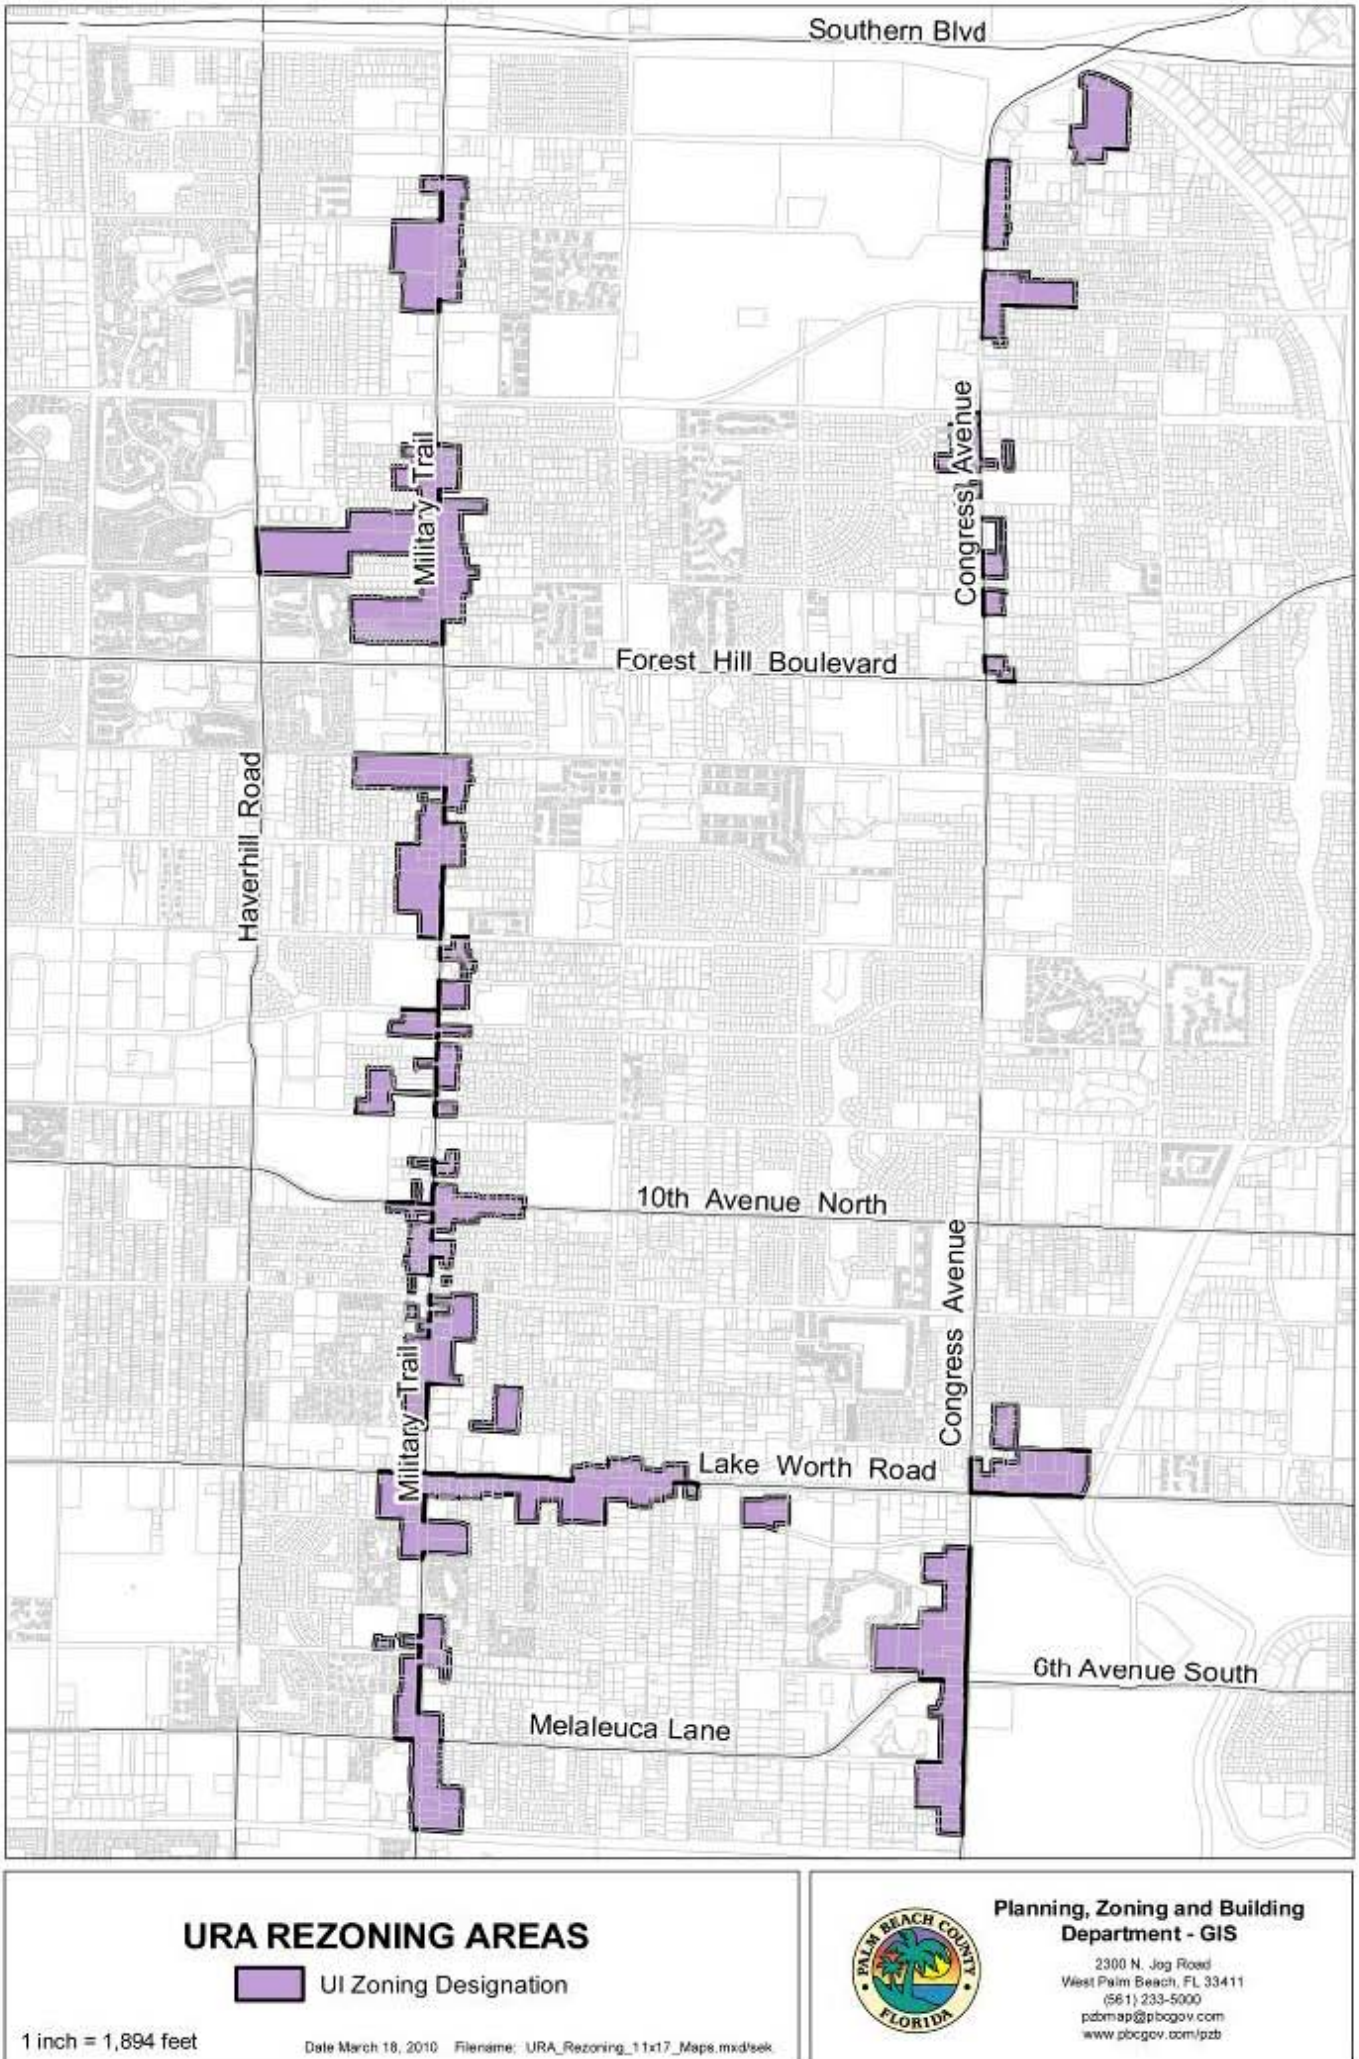 Southern Blvd
Military Trail
Congress Avenue
Forest Hill Boulevard
Haverhill Road
10th Avenue North
Congress Avenue
Military Trail
Lake Worth Road
6th Avenue South
Melaleuca Lane
URA REZONING AREAS
UI Zoning Designation
1 inch = 1,894 feet
Date March 18, 2010 Filename: URA_Rezoning_11x17_Maps.mxd/sek
PALM BEACH COUNTY
FLORIDA
Planning, Zoning and Building
Department - GIS
2300 N. Jog Road
West Palm Beach, FL 33411
(561) 233-5000
pzbmap@pbcgov.com
www.pbcgov.com/pzb